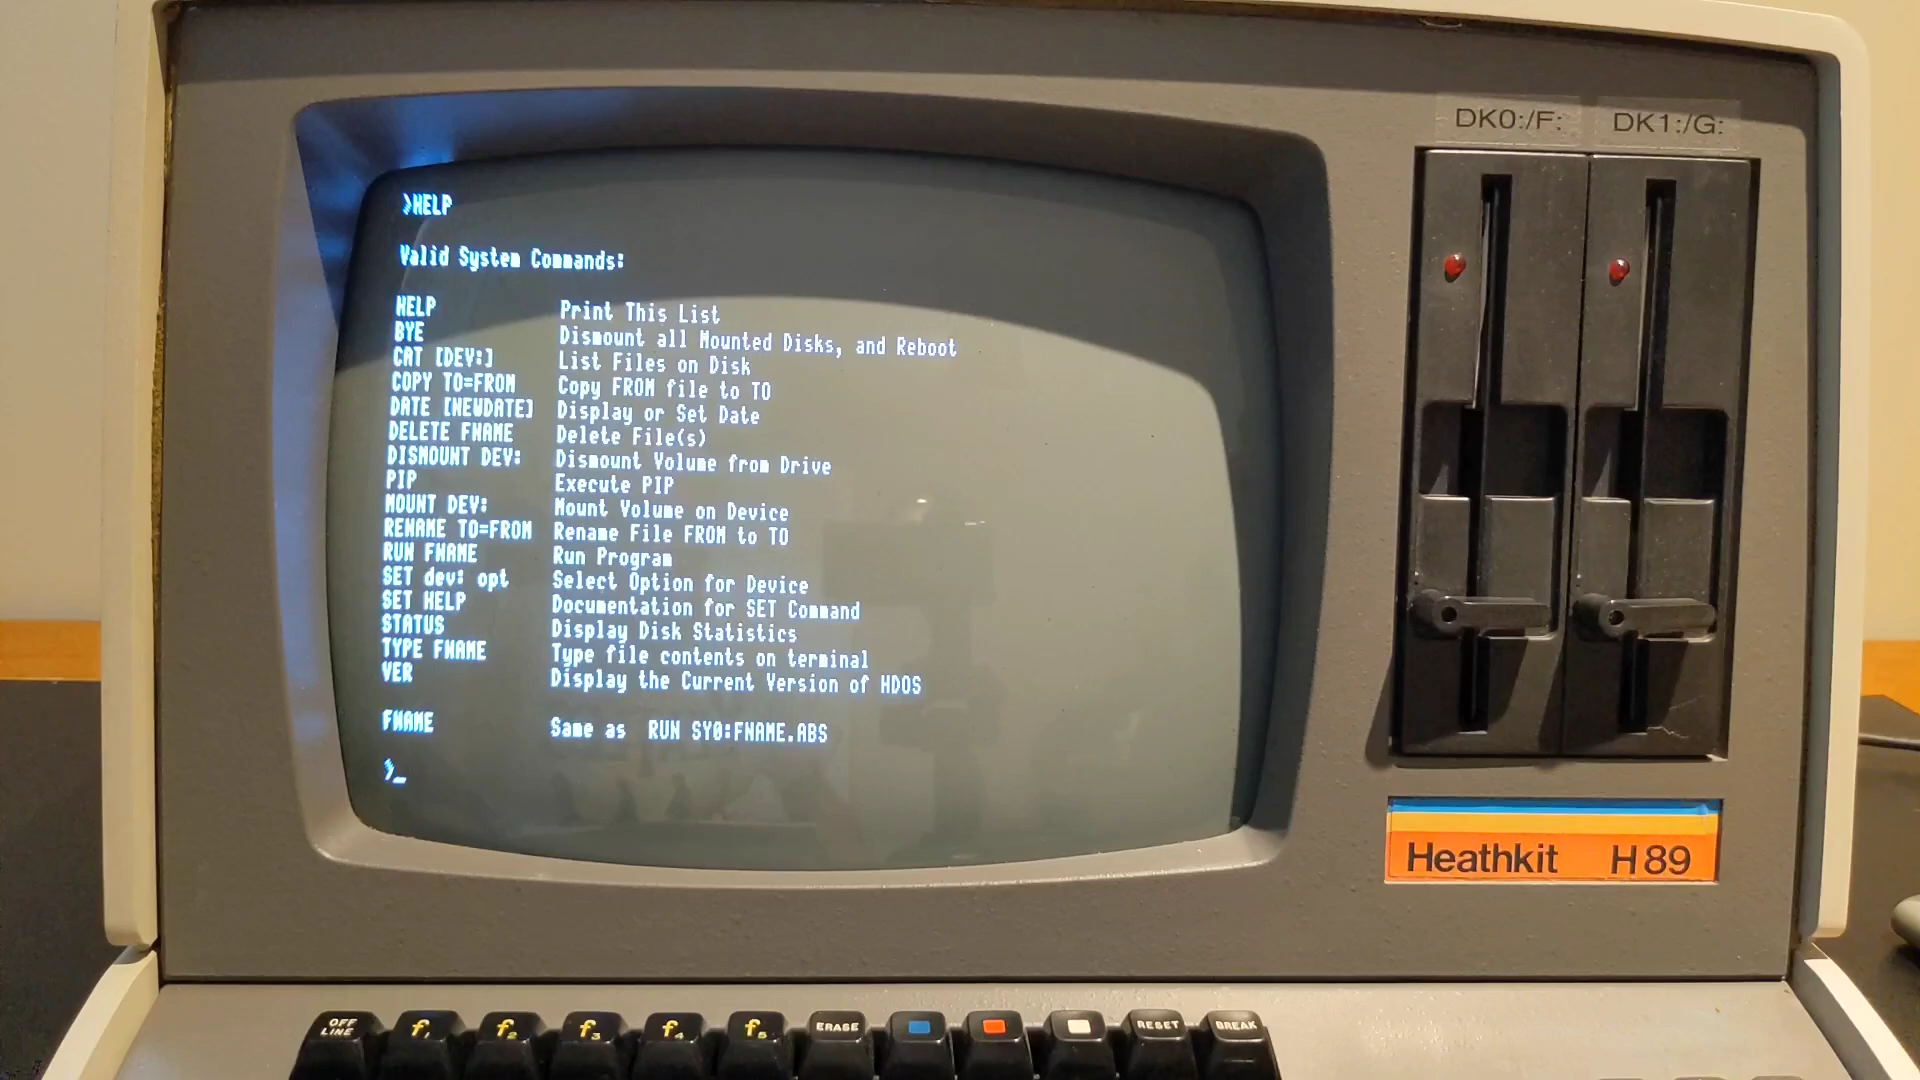 >HELP
Valid System Commands:
HELP Print This List
BYE Dismount all Mounted Disks, and Reboot
CAT [DEV:] List Files on Disk
COPY TO=FROM Copy FROM file to TO
DATE [NEWDATE] Display or Set Date
DELETE FNAME Delete File(s)
DISMOUNT DEV: Dismount Volume from Drive
PIP Execute PIP
MOUNT DEV: Mount Volume on Device
RENAME TO=FROM Rename File FROM to TO
RUN FNAME Run Program
SET dev: opt Select Option for Device
SET HELP Documentation for SET Command
STATUS Display Disk Statistics
TYPE FNAME Type file contents on terminal
VER Display the Current Version of HDOS
FNAME Same as RUN SY0:FNAME.ABS
>_
DK0:/F: DK1:/G:
Heathkit H89
OFF LINE f1 f2 f3 f4 f5 ERASE RESET BREAK